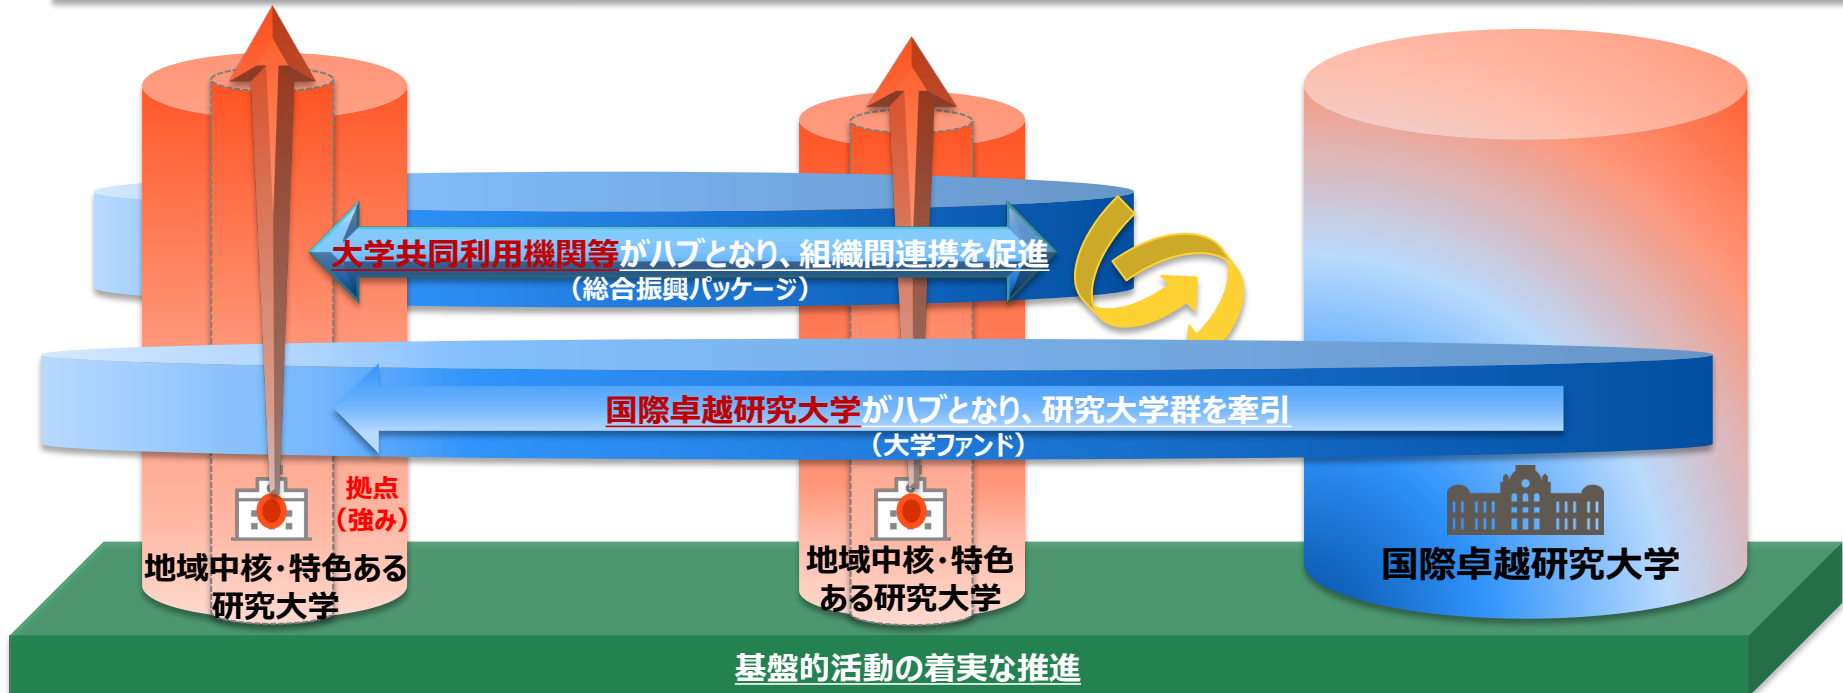 大学共同利用機関等がハブとなり、組織間連携を促進
（総合振興パッケージ）
国際卓越研究大学がハブとなり、研究大学群を牽引
（大学ファンド）
拠点
（強み）
地域中核・特色ある
研究大学
地域中核・特色
ある研究大学
国際卓越研究大学
基盤的活動の着実な推進